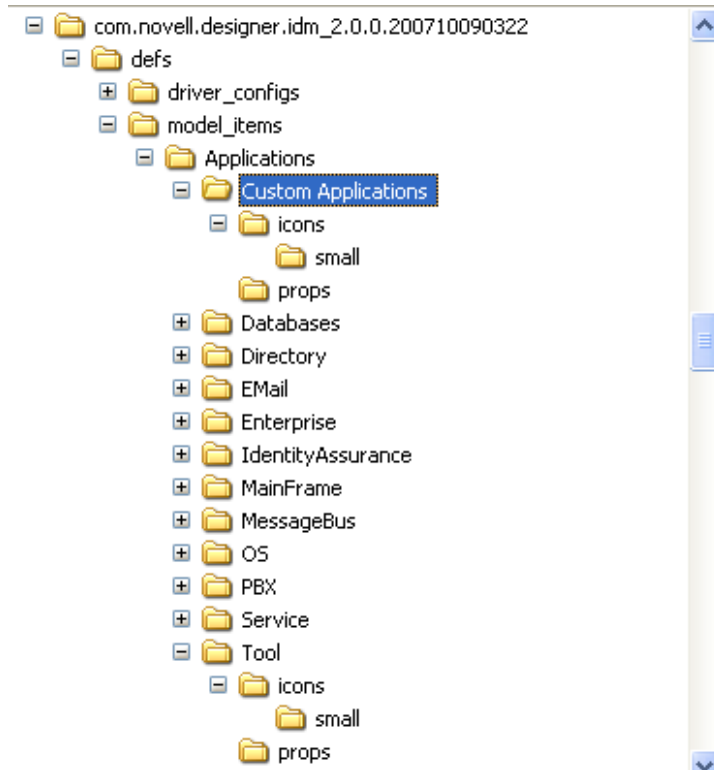 com.novell.designer.idm_2.0.0.200710090322
defs
driver_configs
model_items
Applications
Custom Applications
icons
small
props
Databases
Directory
EMail
Enterprise
IdentityAssurance
MainFrame
MessageBus
OS
PBX
Service
Tool
icons
small
props